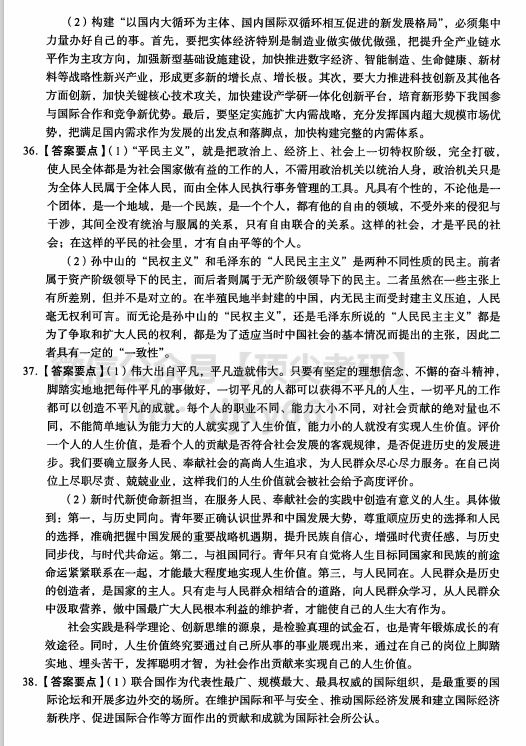 （2）构建“以国内大循环为主体、国内国际双循环相互促进的新发展格局”，必须集中
力量办好自己的事。首先，要把实体经济特别是制造业做实做优做强，把提升全产业链水
平作为主攻方向，加强新型基础设施建设，加快推进数字经济、智能制造、生命健康、新材
料等战略性新兴产业，形成更多新的增长点、增长极。其次，要大力推进科技创新及其他各
方面创新，加快关键核心技术攻关，加快建设产学研一体化创新平台，培育新形势下我国参
与国际合作和竞争新优势。最后，要坚定实施扩大内需战略，充分发挥国内超大规模市场优
势，把满足国内需求作为发展的出发点和落脚点，加快构建完整的内需体系。
36.【答案要点】（1）“平民主义”，就是把政治上、经济上、社会上一切特权阶级，完全打破，
使人民全体都是为社会国家做有益的工作的人，不需用政治机关以统治人身，政治机关只是
为全体人民属于全体人民，而由全体人民执行事务管理的工具。凡具有个性的，不论他是一
个团体，是一个地域，是一个民族，是一个个人，都有他的自由的领域，不受外来的侵犯与
干涉，其间全没有统治与服属的关系，只有自由联合的关系。这样的社会，才是平民的社
会；在这样的平民的社会里，才有自由平等的个人。
（2）孙中山的“民权主义”和毛泽东的“人民民主主义”是两种不同性质的民主。前者
属于资产阶级领导下的民主，而后者则属于无产阶级领导下的民主。二者虽然在一些主张上
有所差别，但并不是对立的。在半殖民地半封建的中国，内无民主而受封建主义压迫，人民
毫无权利可言。而无论是孙中山的“民权主义”，还是毛泽东所说的“人民民主主义”都是
为了争取和扩大人民的权利，都是为了适应当时中国社会的基本情况而提出的主张，因此二
者具有一定的“一致性”。
37.【答案要点】（1）伟大出自平凡，平凡造就伟大。只要有坚定的理想信念、不懈的奋斗精神，
脚踏实地地把每件平凡的事做好，一切平凡的人都可以获得不平凡的人生，一切平凡的工作
都可以创造不平凡的成就。每个人的职业不同，能力大小不同，对社会贡献的绝对量也不
同，不能简单地认为能力大的人就实现了人生价值，能力小的人就没有实现人生价值。评价
一个人的人生价值，是看个人的贡献是否符合社会发展的客观规律，是否促进历史的发展进
步。我们要确立服务人民、奉献社会的高尚人生追求，为人民群众尽心尽力服务。在自己岗
位上尽职尽责、兢兢业业，这样我们的人生价值就会被社会给予高度评价。
（2）新时代新使命新担当，在服务人民、奉献社会的实践中创造有意义的人生。具体做
到：第一，与历史同向。青年要正确认识世界和中国发展大势，尊重顺应历史的选择和人民
的选择，准确把握中国发展的重要战略机遇期，提升民族自信心，增强时代责任感，与历史
同步伐，与时代共命运。第二，与祖国同行。青年只有自觉将人生目标同国家和民族的前途
命运紧紧联系在一起，才能最大程度地实现人生价值。第三，与人民同在。人民群众是历史
的创造者，是国家的主人。只有走与人民群众相结合的道路，向人民群众学习，从人民群众
中汲取营养，做中国最广大人民根本利益的维护者，才能使自己的人生大有作为。
社会实践是科学理论、创新思维的源泉，是检验真理的试金石，也是青年锻炼成长的有
效途径。同时，人生价值终究要通过自己所从事的事业展现出来，通过在自己的岗位上脚踏
实地、埋头苦干，发挥聪明才智，为社会作出贡献来实现自己的人生价值。
38.【答案要点】（1）联合国作为代表性最广、规模最大、最具权威的国际组织，是最重要的国
际论坛和开展多边外交的场所。在维护国际和平与安全、推动国际经济发展和建立国际经济
新秩序、促进国际合作等方面作出的贡献和成就为国际社会所公认。